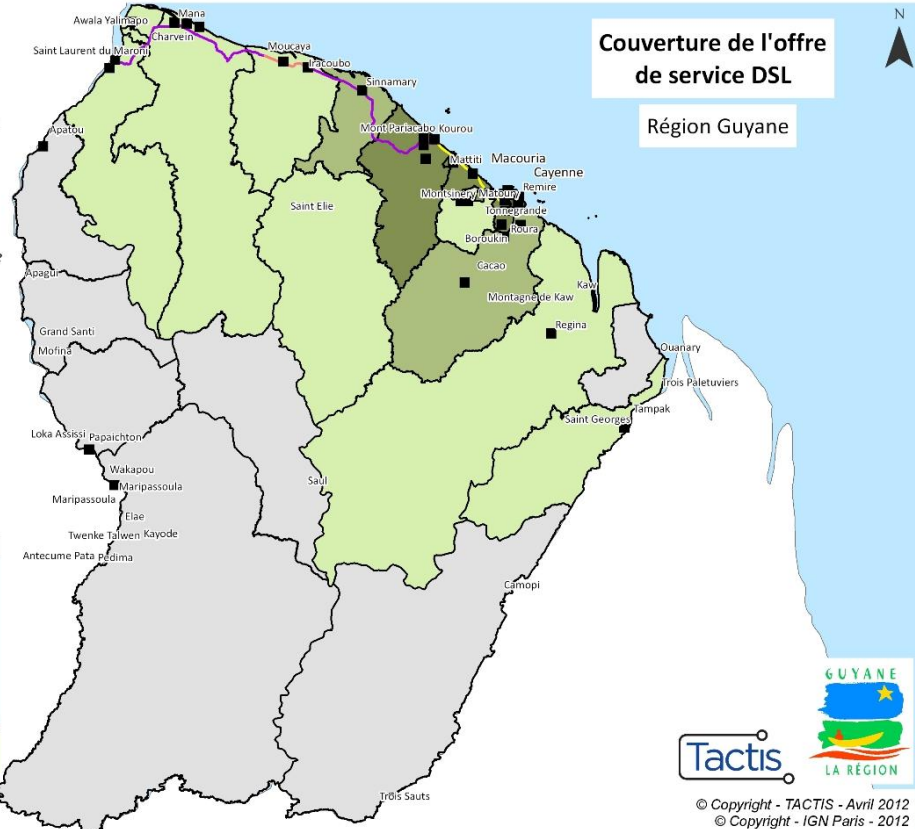 N
Couverture de l'offre
de service DSL
Région Guyane
Mana
Awala Yalimapo
Charvein
Saint Laurent du Maroni
Moucaya
Iracoubo
Sinnamary
Apatou
Mont Pariacabo
Kourou
Mattiti
Macouria
Cayenne
Remire
Montsinery
Matoury
Tonnegrande
Saint Elie
Roura
Boroukin
Cacao
Apagui
Kaw
Montagne de Kaw
Regina
Grand Santi
Mofina
Ouanary
Trois Paletuviers
Tampak
Saint Georges
Loka Assissi
Papaichton
Wakapou
Saul
Maripassoula
Maripassoula
Elae
Twenke Talwen
Kayode
Antecume Pata
Pedima
Camopi
Trois Sauts
GUYANE
LA RÉGION
Tactis
© Copyright - TACTIS - Avril 2012
© Copyright - IGN Paris - 2012